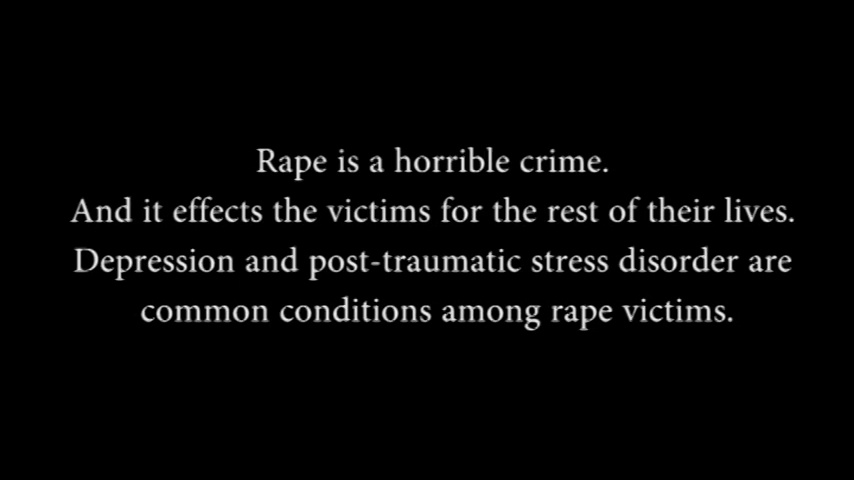 Rape is a horrible crime.
And it effects the victims for the rest of their lives.
Depression and post-traumatic stress disorder are
common conditions among rape victims.